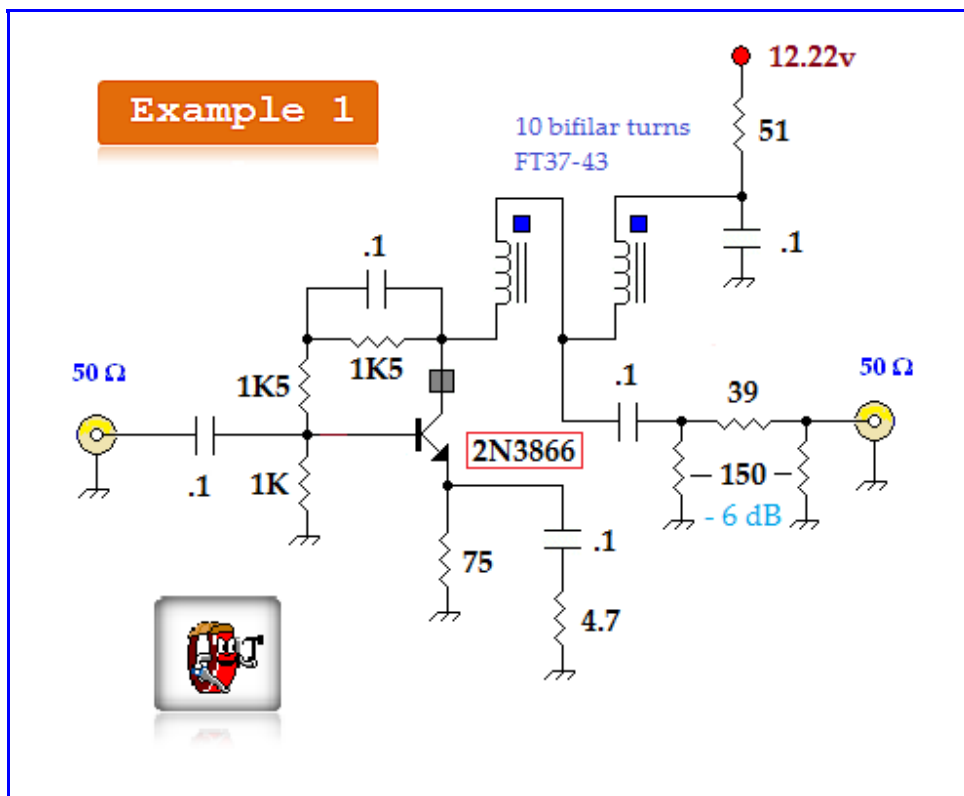 Example 1
12.22v
51
10 bifilar turns
FT37-43
.1
.1
1K5
50 Ω
1K5
.1
39
50 Ω
1K
.1
2N3866
150
- 6 dB
75
.1
4.7